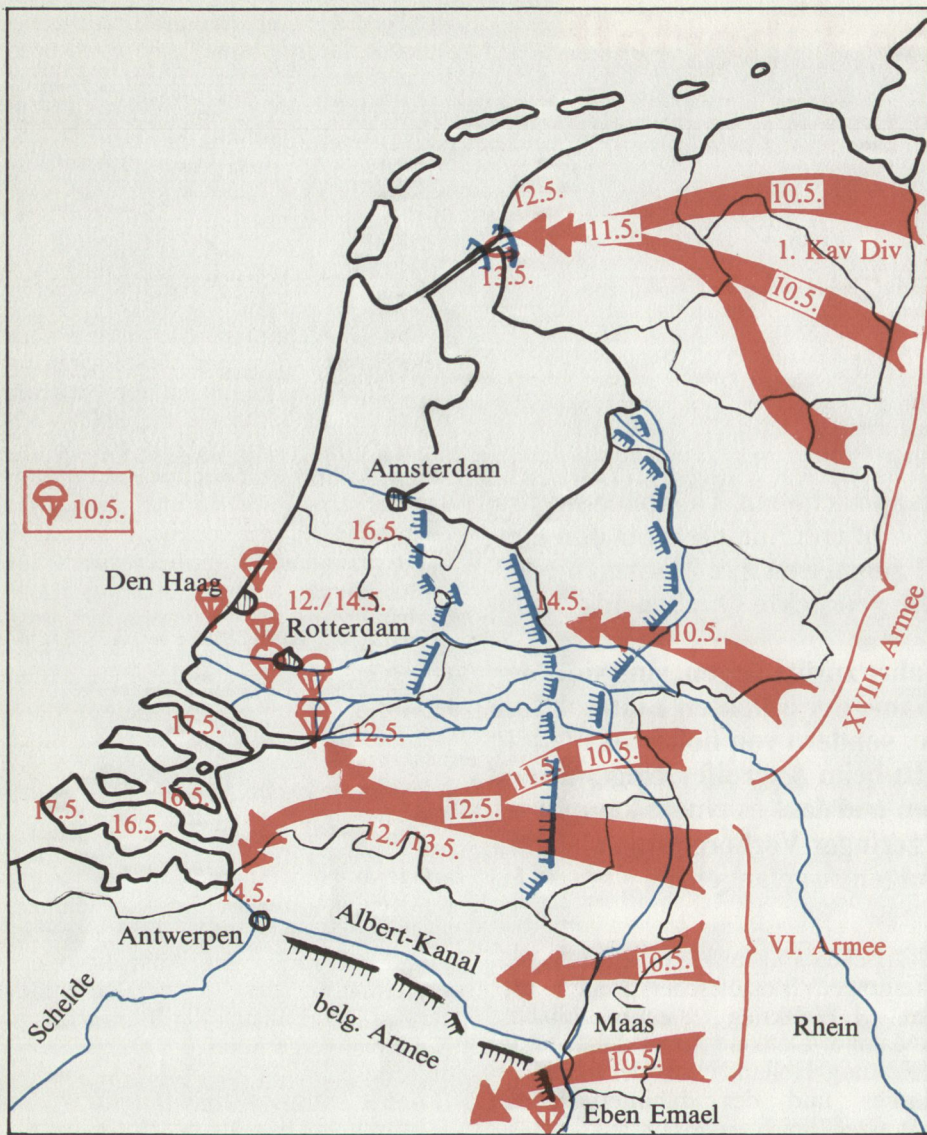 12.5.
10.5.
11.5.
1. Kav Div
13.5.
10.5.
Amsterdam
10.5.
16.5.
Den Haag
12./14.5.
14.5.
Rotterdam
10.5.
XVIII. Armee
17.5.
12.5.
10.5.
11.5.
16.5.
12.5.
17.5.
16.5.
12./13.5.
14.5.
Antwerpen
Albert-Kanal
VI. Armee
10.5.
Schelde
belg. Armee
Maas
Rhein
10.5.
Eben Emael